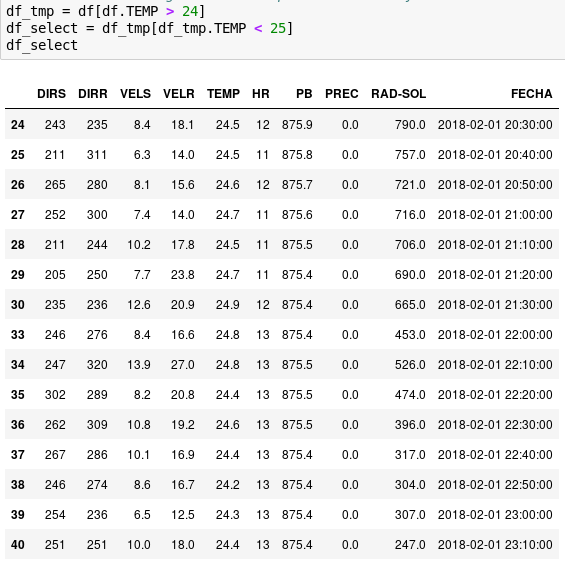 df_tmp = df[df.TEMP > 24]
df_select = df_tmp[df_tmp.TEMP < 25]
df_select
DIRS DIRR VELS VELR TEMP HR PB PREC RAD-SOL FECHA
24 243 235 8.4 18.1 24.5 12 875.9 0.0 790.0 2018-02-01 20:30:00
25 211 311 6.3 14.0 24.5 11 875.8 0.0 757.0 2018-02-01 20:40:00
26 265 280 8.1 15.6 24.6 12 875.7 0.0 721.0 2018-02-01 20:50:00
27 252 300 7.4 14.0 24.7 11 875.6 0.0 716.0 2018-02-01 21:00:00
28 211 244 10.2 17.8 24.5 11 875.5 0.0 706.0 2018-02-01 21:10:00
29 205 250 7.7 23.8 24.7 11 875.4 0.0 690.0 2018-02-01 21:20:00
30 235 236 12.6 20.9 24.9 12 875.4 0.0 665.0 2018-02-01 21:30:00
33 246 276 8.4 16.6 24.8 13 875.4 0.0 453.0 2018-02-01 22:00:00
34 247 320 13.9 27.0 24.8 13 875.5 0.0 526.0 2018-02-01 22:10:00
35 302 289 8.2 20.8 24.4 13 875.5 0.0 474.0 2018-02-01 22:20:00
36 262 309 10.8 19.2 24.6 13 875.5 0.0 396.0 2018-02-01 22:30:00
37 267 286 10.1 16.9 24.4 13 875.4 0.0 317.0 2018-02-01 22:40:00
38 246 274 8.6 16.7 24.2 13 875.4 0.0 304.0 2018-02-01 22:50:00
39 254 236 6.5 12.5 24.3 13 875.4 0.0 307.0 2018-02-01 23:00:00
40 251 251 10.0 18.0 24.4 13 875.4 0.0 247.0 2018-02-01 23:10:00